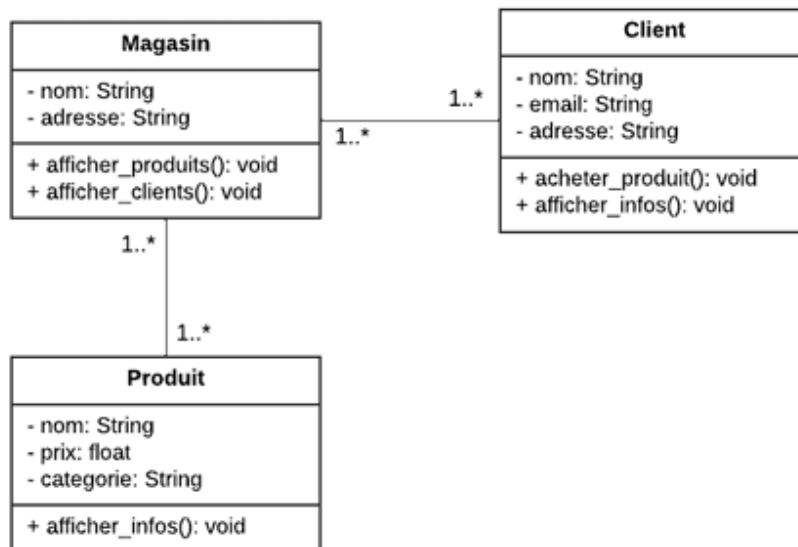 Magasin
- nom: String
- adresse: String
+ afficher_produits(): void
+ afficher_clients(): void
1..*
1..*
Client
- nom: String
- email: String
- adresse: String
+ acheter_produit(): void
+ afficher_infos(): void
1..*
1..*
Produit
- nom: String
- prix: float
- categorie: String
+ afficher_infos(): void